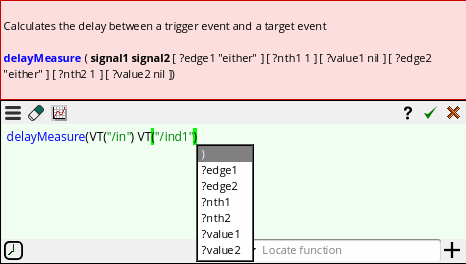 Calculates the delay between a trigger event and a target event
delayMeasure ( signal1 signal2 [ ?edge1 "either" ] [ ?nth1 1 ] [ ?value1 nil ] [ ?edge2
"either" ] [ ?nth2 1 ] [ ?value2 nil ])
?
delayMeasure(VT("/in") VT("/ind1")
)
?edge1
?edge2
?nth1
?nth2
?value1
?value2
Locate function